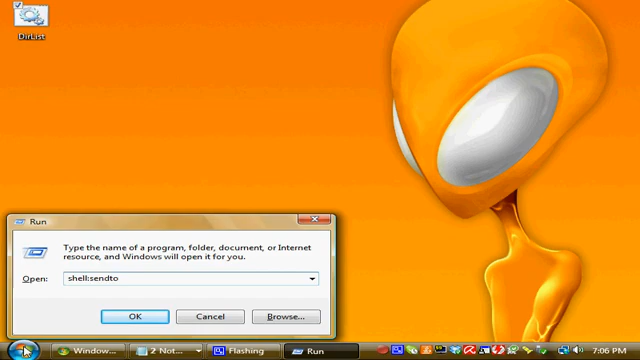 DirList
Run
Type the name of a program, folder, document, or Internet
resource, and Windows will open it for you.
Open: shell:sendto
OK Cancel Browse...
Window... 2 Not... Flashing Run 7:06 PM